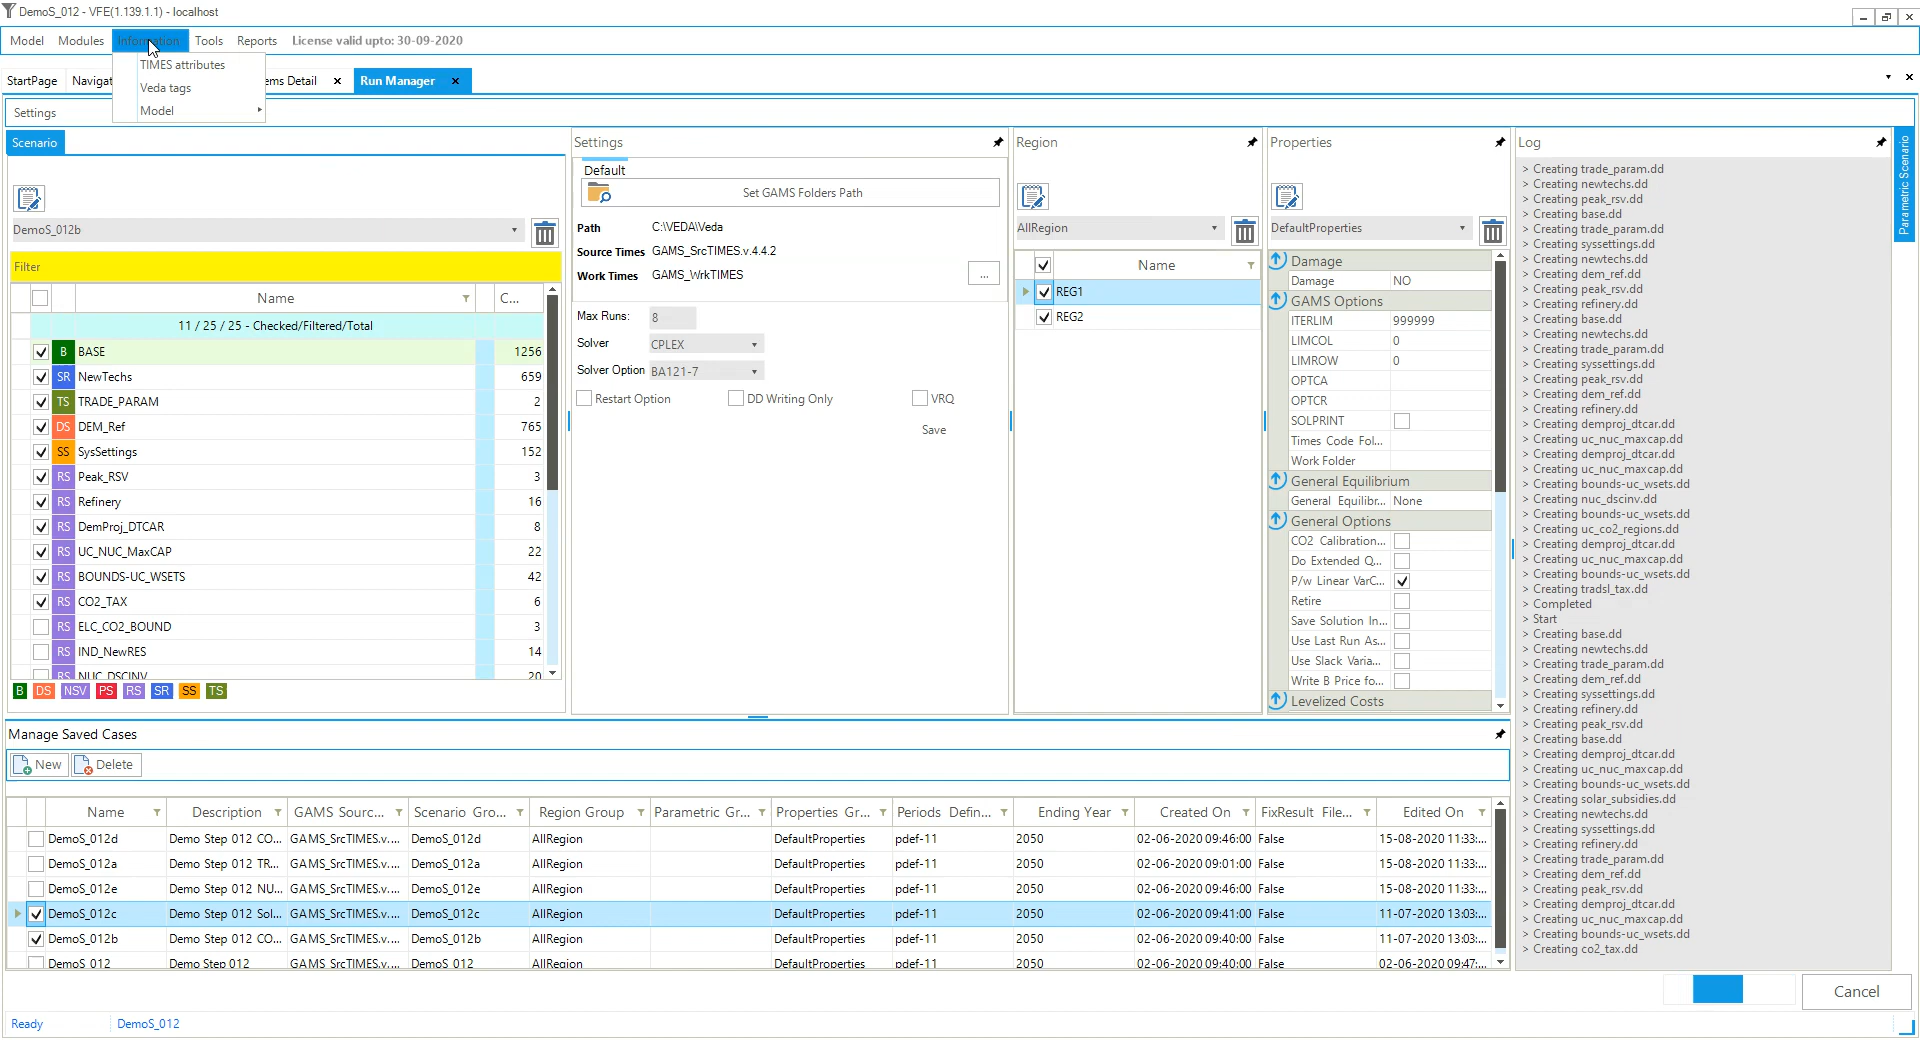 DemoS_012 - VFE(1.139.1.1) - localhost
Model Modules Information Tools Reports License valid upto: 30-09-2020
TIMES attributes
Veda tags
Model
StartPage Navigat ems Detail Run Manager
Settings
Scenario
DemoS_012b
Filter
Name C...
11 / 25 / 25 - Checked/Filtered/Total
B BASE 1256
SR NewTechs 659
TS TRADE_PARAM 2
DS DEM_Ref 765
SS SysSettings 152
RS Peak_RSV 3
RS Refinery 16
RS DemProj_DTCAR 8
RS UC_NUC_MaxCAP 22
RS BOUNDS-UC_WSETS 42
RS CO2_TAX 6
RS ELC_CO2_BOUND 3
RS IND_NewRES 14
RS NUC_DSCINV 20
B DS NSV PS RS SR SS TS
Settings
Default
Set GAMS Folders Path
Path C:\VEDA\Veda
Source Times GAMS_SrcTIMES.v.4.4.2
Work Times GAMS_WrkTIMES
...
Max Runs: 8
Solver CPLEX
Solver Option BA121-7
Restart Option DD Writing Only VRQ
Save
Region
AllRegion
Name
REG1
REG2
Properties
DefaultProperties
Damage
Damage NO
GAMS Options
ITERLIM 999999
LIMCOL 0
LIMROW 0
OPTCA
OPTCR
SOLPRINT
Times Code Fol...
Work Folder
General Equilibrium
General Equilibr... None
General Options
CO2 Calibration...
Do Extended Q...
P/w Linear VarC...
Retire
Save Solution In...
Use Last Run As...
Use Slack Varia...
Write B Price fo...
Levelized Costs
Log
> Creating trade_param.dd
> Creating newtechs.dd
> Creating peak_rsv.dd
> Creating base.dd
> Creating trade_param.dd
> Creating syssettings.dd
> Creating newtechs.dd
> Creating dem_ref.dd
> Creating peak_rsv.dd
> Creating refinery.dd
> Creating base.dd
> Creating newtechs.dd
> Creating trade_param.dd
> Creating syssettings.dd
> Creating peak_rsv.dd
> Creating dem_ref.dd
> Creating refinery.dd
> Creating demproj_dtcar.dd
> Creating uc_nuc_maxcap.dd
> Creating demproj_dtcar.dd
> Creating uc_nuc_maxcap.dd
> Creating bounds-uc_wsets.dd
> Creating nuc_dscinv.dd
> Creating bounds-uc_wsets.dd
> Creating uc_co2_regions.dd
> Creating demproj_dtcar.dd
> Creating uc_nuc_maxcap.dd
> Creating bounds-uc_wsets.dd
> Creating tradsl_tax.dd
> Completed
> Start
> Creating base.dd
> Creating newtechs.dd
> Creating trade_param.dd
> Creating dem_ref.dd
> Creating syssettings.dd
> Creating refinery.dd
> Creating peak_rsv.dd
> Creating base.dd
> Creating demproj_dtcar.dd
> Creating uc_nuc_maxcap.dd
> Creating bounds-uc_wsets.dd
> Creating solar_subsidies.dd
> Creating newtechs.dd
> Creating syssettings.dd
> Creating refinery.dd
> Creating trade_param.dd
> Creating dem_ref.dd
> Creating peak_rsv.dd
> Creating demproj_dtcar.dd
> Creating uc_nuc_maxcap.dd
> Creating bounds-uc_wsets.dd
> Creating co2_tax.dd
Parametric Scenario
Manage Saved Cases
New Delete
Name Description GAMS Sourc... Scenario Gro... Region Group Parametric Gr... Properties Gr... Periods Defin... Ending Year Created On FixResult File... Edited On
DemoS_012d Demo Step 012 CO... GAMS_SrcTIMES.v.... DemoS_012d AllRegion DefaultProperties pdef-11 2050 02-06-2020 09:46:00 False 15-08-2020 11:33:...
DemoS_012a Demo Step 012 TR... GAMS_SrcTIMES.v.... DemoS_012a AllRegion DefaultProperties pdef-11 2050 02-06-2020 09:01:00 False 15-08-2020 11:33:...
DemoS_012e Demo Step 012 NU... GAMS_SrcTIMES.v.... DemoS_012e AllRegion DefaultProperties pdef-11 2050 02-06-2020 09:46:00 False 15-08-2020 11:33:...
DemoS_012c Demo Step 012 Sol... GAMS_SrcTIMES.v.... DemoS_012c AllRegion DefaultProperties pdef-11 2050 02-06-2020 09:41:00 False 11-07-2020 13:03:...
DemoS_012b Demo Step 012 CO... GAMS_SrcTIMES.v.... DemoS_012b AllRegion DefaultProperties pdef-11 2050 02-06-2020 09:40:00 False 11-07-2020 13:03:...
DemoS_012 Demo Step 012 GAMS_SrcTIMES.v.... DemoS_012 AllRegion DefaultProperties pdef-11 2050 02-06-2020 09:40:00 False 02-06-2020 09:47:...
Cancel
Ready DemoS_012